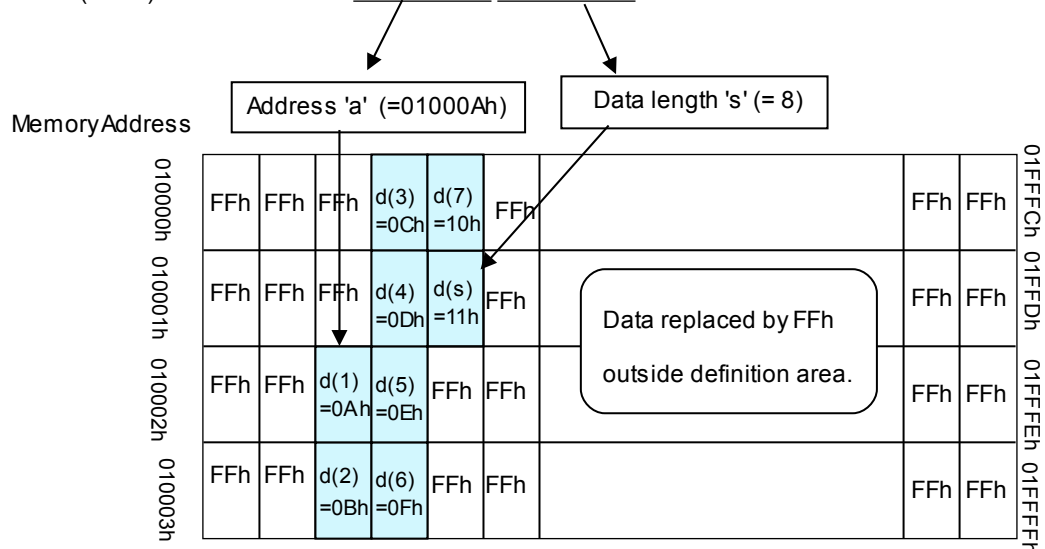 Address 'a' (=01000Ah)
Data length 's' (= 8)
MemoryAddress
010000h FFh FFh FFh d(3) =0Ch d(7) =10h FFh FFh FFh 01FFFCh
010001h FFh FFh FFh d(4) =0Dh d(s) =11h FFh FFh FFh 01FFDh
Data replaced by FFh
outside definition area.
010002h FFh FFh d(1) =0Ah d(5) =0Eh FFh FFh FFh FFh 01FFFEh
010003h FFh FFh d(2) =0Bh d(6) =0Fh FFh FFh FFh FFh 01FFFFh